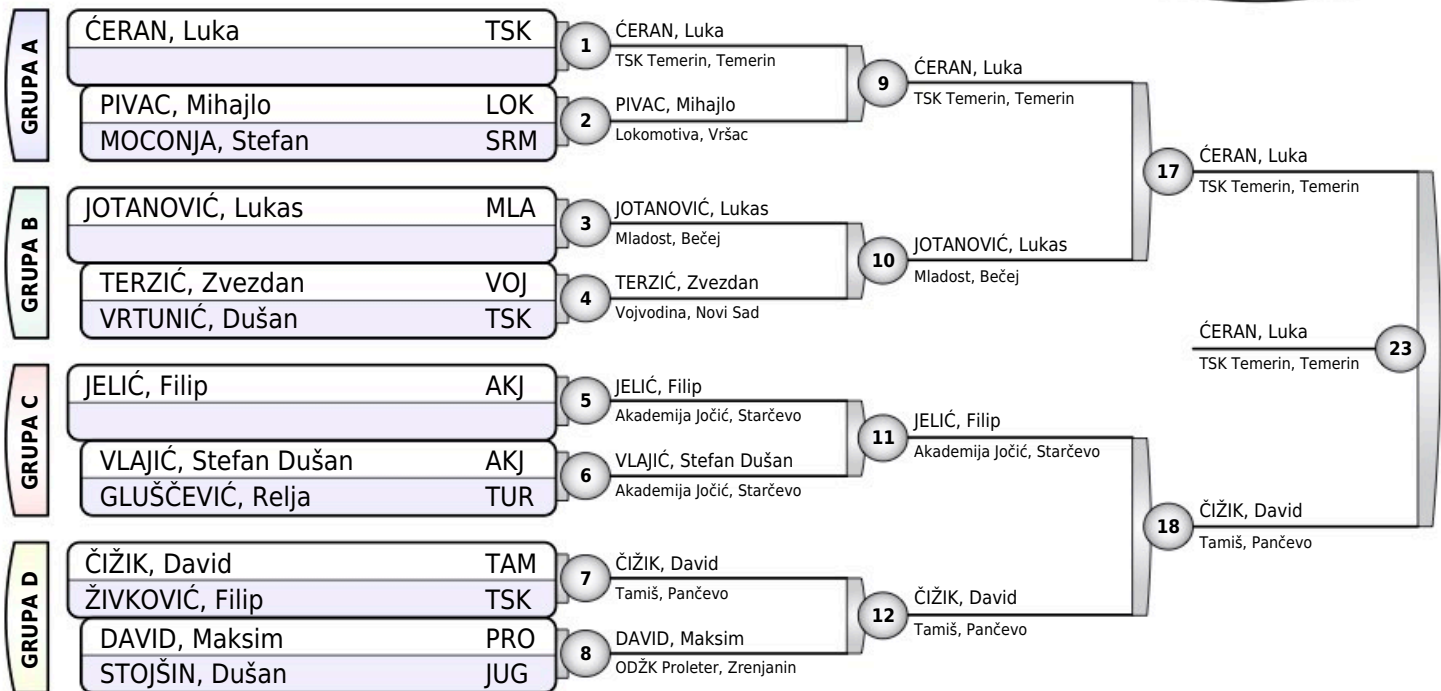 GRUPA A
ĆERAN, Luka TSK
PIVAC, Mihajlo LOK
MOCONJA, Stefan SRM
GRUPA B
JOTANOVIĆ, Lukas MLA
TERZIĆ, Zvezdan VOJ
VRTUNIĆ, Dušan TSK
GRUPA C
JELIĆ, Filip AKJ
VLAJIĆ, Stefan Dušan AKJ
GLUŠČEVIĆ, Relja TUR
GRUPA D
ČIŽIK, David TAM
ŽIVKOVIĆ, Filip TSK
DAVID, Maksim PRO
STOJŠIN, Dušan JUG
1
ĆERAN, Luka
TSK Temerin, Temerin
2
PIVAC, Mihajlo
Lokomotiva, Vršac
3
JOTANOVIĆ, Lukas
Mladost, Bečej
4
TERZIĆ, Zvezdan
Vojvodina, Novi Sad
5
JELIĆ, Filip
Akademija Jočić, Starčevo
6
VLAJIĆ, Stefan Dušan
Akademija Jočić, Starčevo
7
ČIŽIK, David
Tamiš, Pančevo
8
DAVID, Maksim
ODŽK Proleter, Zrenjanin
9
ĆERAN, Luka
TSK Temerin, Temerin
10
JOTANOVIĆ, Lukas
Mladost, Bečej
11
JELIĆ, Filip
Akademija Jočić, Starčevo
12
ČIŽIK, David
Tamiš, Pančevo
17
ĆERAN, Luka
TSK Temerin, Temerin
18
ČIŽIK, David
Tamiš, Pančevo
ĆERAN, Luka
TSK Temerin, Temerin
23